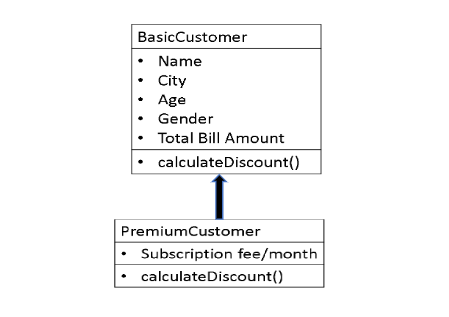 BasicCustomer
• Name
• City
• Age
• Gender
• Total Bill Amount
• calculateDiscount()
PremiumCustomer
• Subscription fee/month
• calculateDiscount()